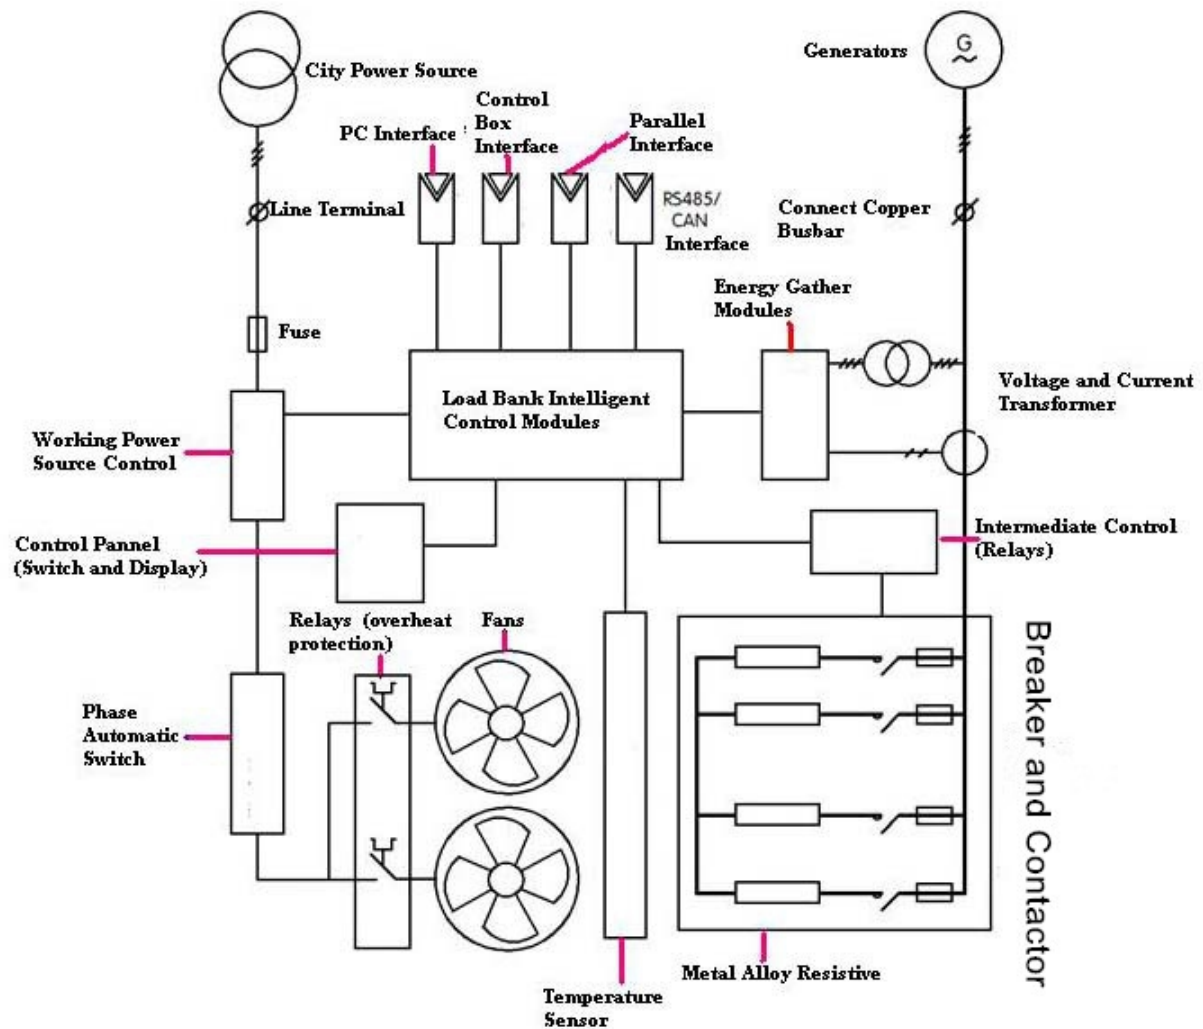 City Power Source
Generators
G
PC Interface
Control
Box
Interface
Parallel
Interface
RS485/
CAN
Interface
Line Terminal
Connect Copper
Busbar
Energy Gather
Modules
Fuse
Load Bank Intelligent
Control Modules
Voltage and Current
Transformer
Working Power
Source Control
Control Pannel
(Switch and Display)
Intermediate Control
(Relays)
Relays (overheat
protection)
Fans
Phase
Automatic
Switch
Breaker and Contactor
Metal Alloy Resistive
Temperature
Sensor